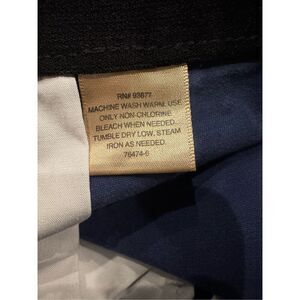 RN# 93677
MACHINE WASH WARM. USE
ONLY NON-CHLORINE
BLEACH WHEN NEEDED.
TUMBLE DRY LOW, STEAM
IRON AS NEEDED.
76474-6